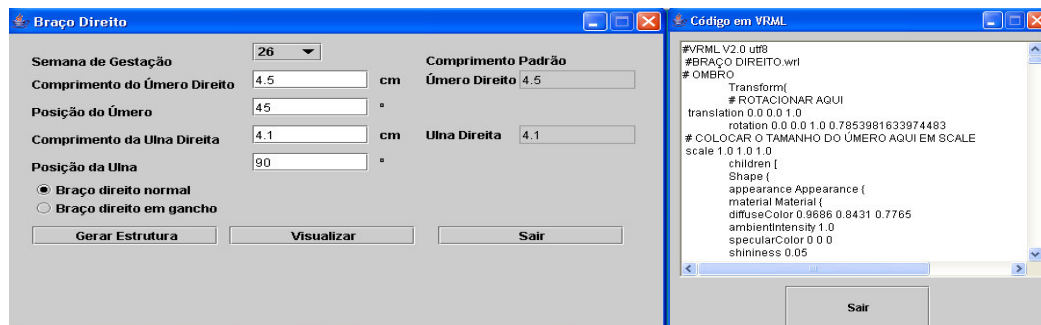 Braço Direito
Semana de Gestação 26 Comprimento Padrão
Comprimento do Úmero Direito 4.5 cm Úmero Direito 4.5
Posição do Úmero 45 º
Comprimento da Ulna Direita 4.1 cm Ulna Direita 4.1
Posição da Ulna 90 º
Braço direito normal
Braço direito em gancho
Gerar Estrutura Visualizar Sair
Código em VRML
#VRML V2.0 utf8
#BRAÇO DIREITO.wrl
# OMBRO
Transform{
# ROTACIONAR AQUI
translation 0.0 0.0 1.0
rotation 0.0 0.0 1.0 0.7853981633974483
# COLOCAR O TAMANHO DO ÚMERO AQUI EM SCALE
scale 1.0 1.0 1.0
children [
Shape {
appearance Appearance {
material Material {
diffuseColor 0.9686 0.8431 0.7765
ambientIntensity 1.0
specularColor 0 0 0
shininess 0.05
Sair